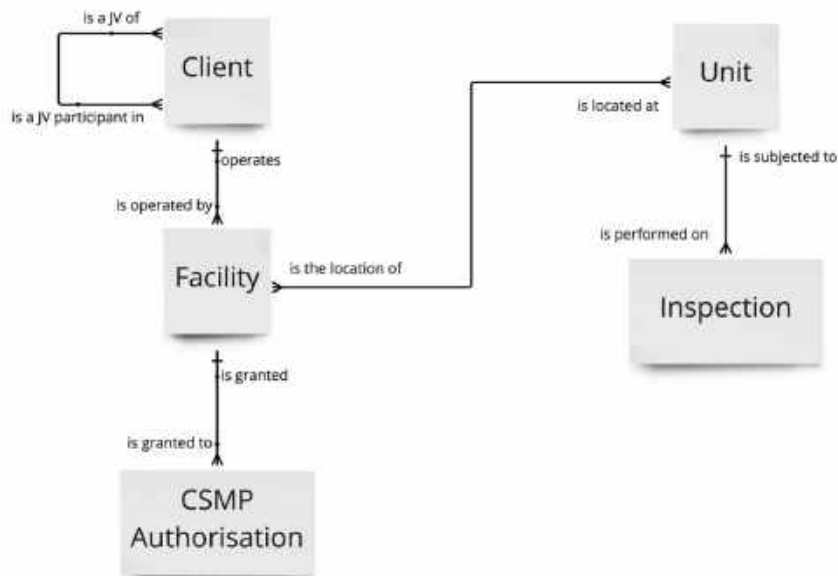 is a JV of
Client
Unit
is a JV participant in
is located at
operates
is subjected to
is operated by
is performed on
Facility
is the location of
Inspection
is granted
is granted to
CSMP
Authorisation